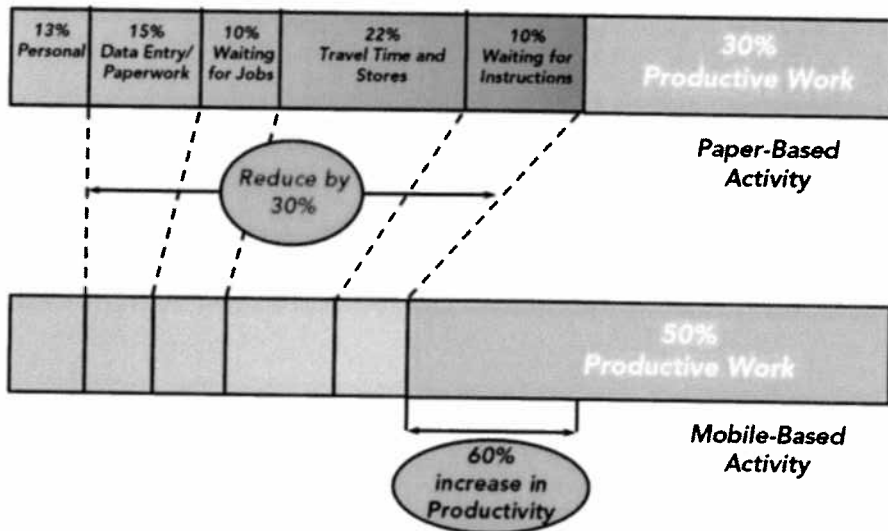 13%
Personal
15%
Data Entry/
Paperwork
10%
Waiting
for Jobs
22%
Travel Time and
Stores
10%
Waiting for
Instructions
30%
Productive Work
Paper-Based
Activity
Reduce by
30%
50%
Productive Work
Mobile-Based
Activity
60%
increase in
Productivity